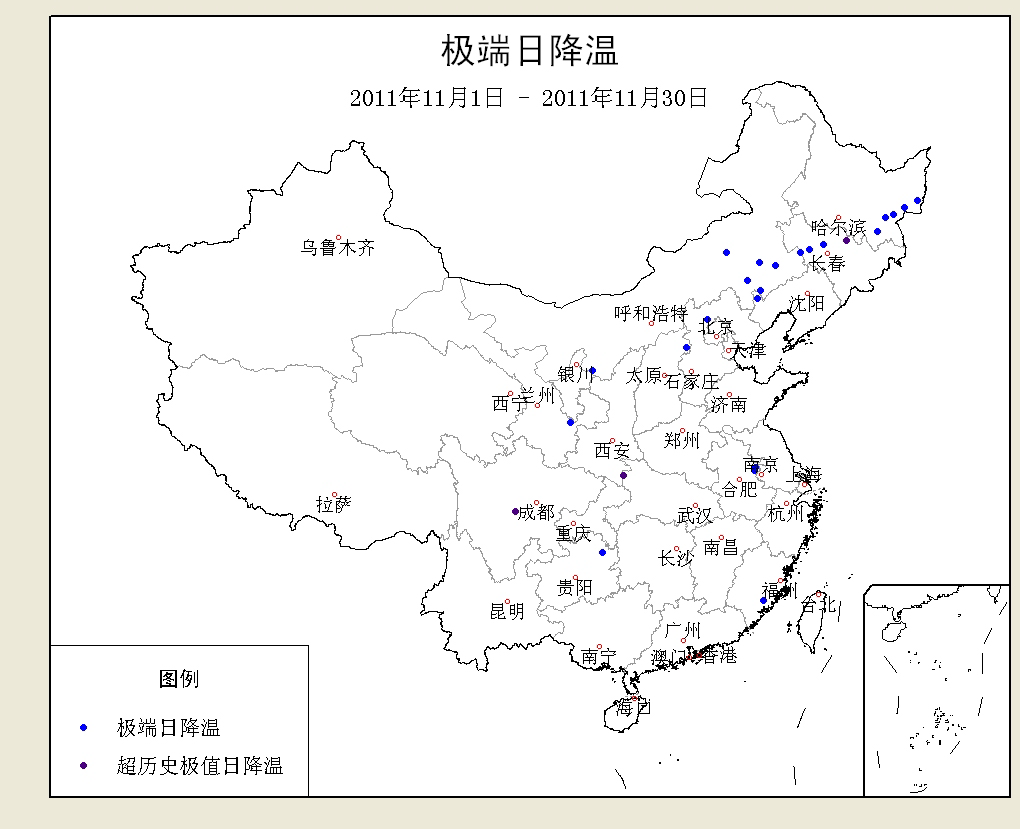 极端日降温
2011年11月1日 - 2011年11月30日
哈尔滨
乌鲁木齐
长春
沈阳
呼和浩特
北京
天津
银川
太原
石家庄
西宁
兰州
济南
郑州
西安
南京
上海
合肥
拉萨
成都
武汉
杭州
重庆
南昌
长沙
贵阳
福州
台北
昆明
广州
南宁
澳门
香港
海口
图例
极端日降温
超历史极值日降温